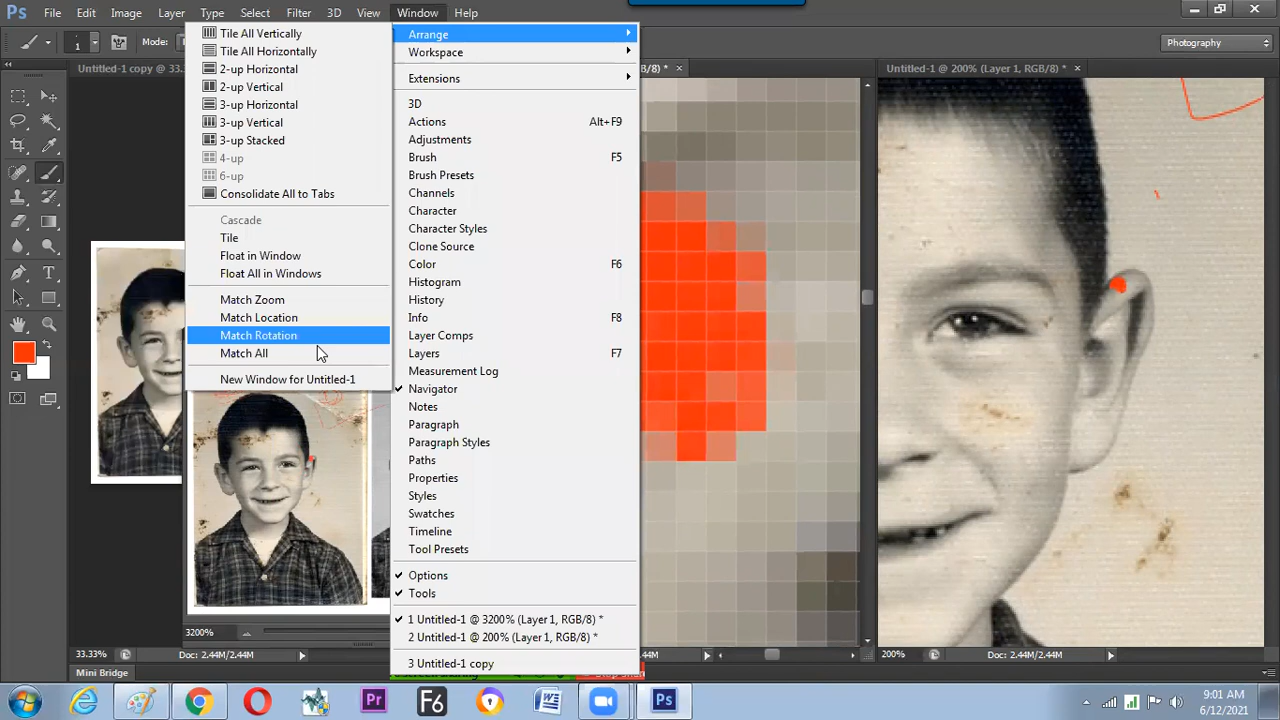 Ps File Edit Image Layer Type Select Filter 3D View Window Help
1 Mode: Photography
Untitled-1 copy @ 33. B/8) * × Untitled-1 @ 200% (Layer 1, RGB/8) * ×
Tile All Vertically
Tile All Horizontally
2-up Horizontal
2-up Vertical
3-up Horizontal
3-up Vertical
3-up Stacked
4-up
6-up
Consolidate All to Tabs
Cascade
Tile
Float in Window
Float All in Windows
Match Zoom
Match Location
Match Rotation
Match All
New Window for Untitled-1
Arrange
Workspace
Extensions
3D
Actions Alt+F9
Adjustments
Brush F5
Brush Presets
Channels
Character
Character Styles
Clone Source
Color F6
Histogram
History
Info F8
Layer Comps
Layers F7
Measurement Log
Navigator
Notes
Paragraph
Paragraph Styles
Paths
Properties
Styles
Swatches
Timeline
Tool Presets
Options
Tools
1 Untitled-1 @ 3200% (Layer 1, RGB/8) *
2 Untitled-1 @ 200% (Layer 1, RGB/8) *
3 Untitled-1 copy
3200%
33.33% Doc: 2.44M/2.44M 200% Doc: 2.44M/2.44M
Mini Bridge
Pr F6 W Ps
9:01 AM
6/12/2021